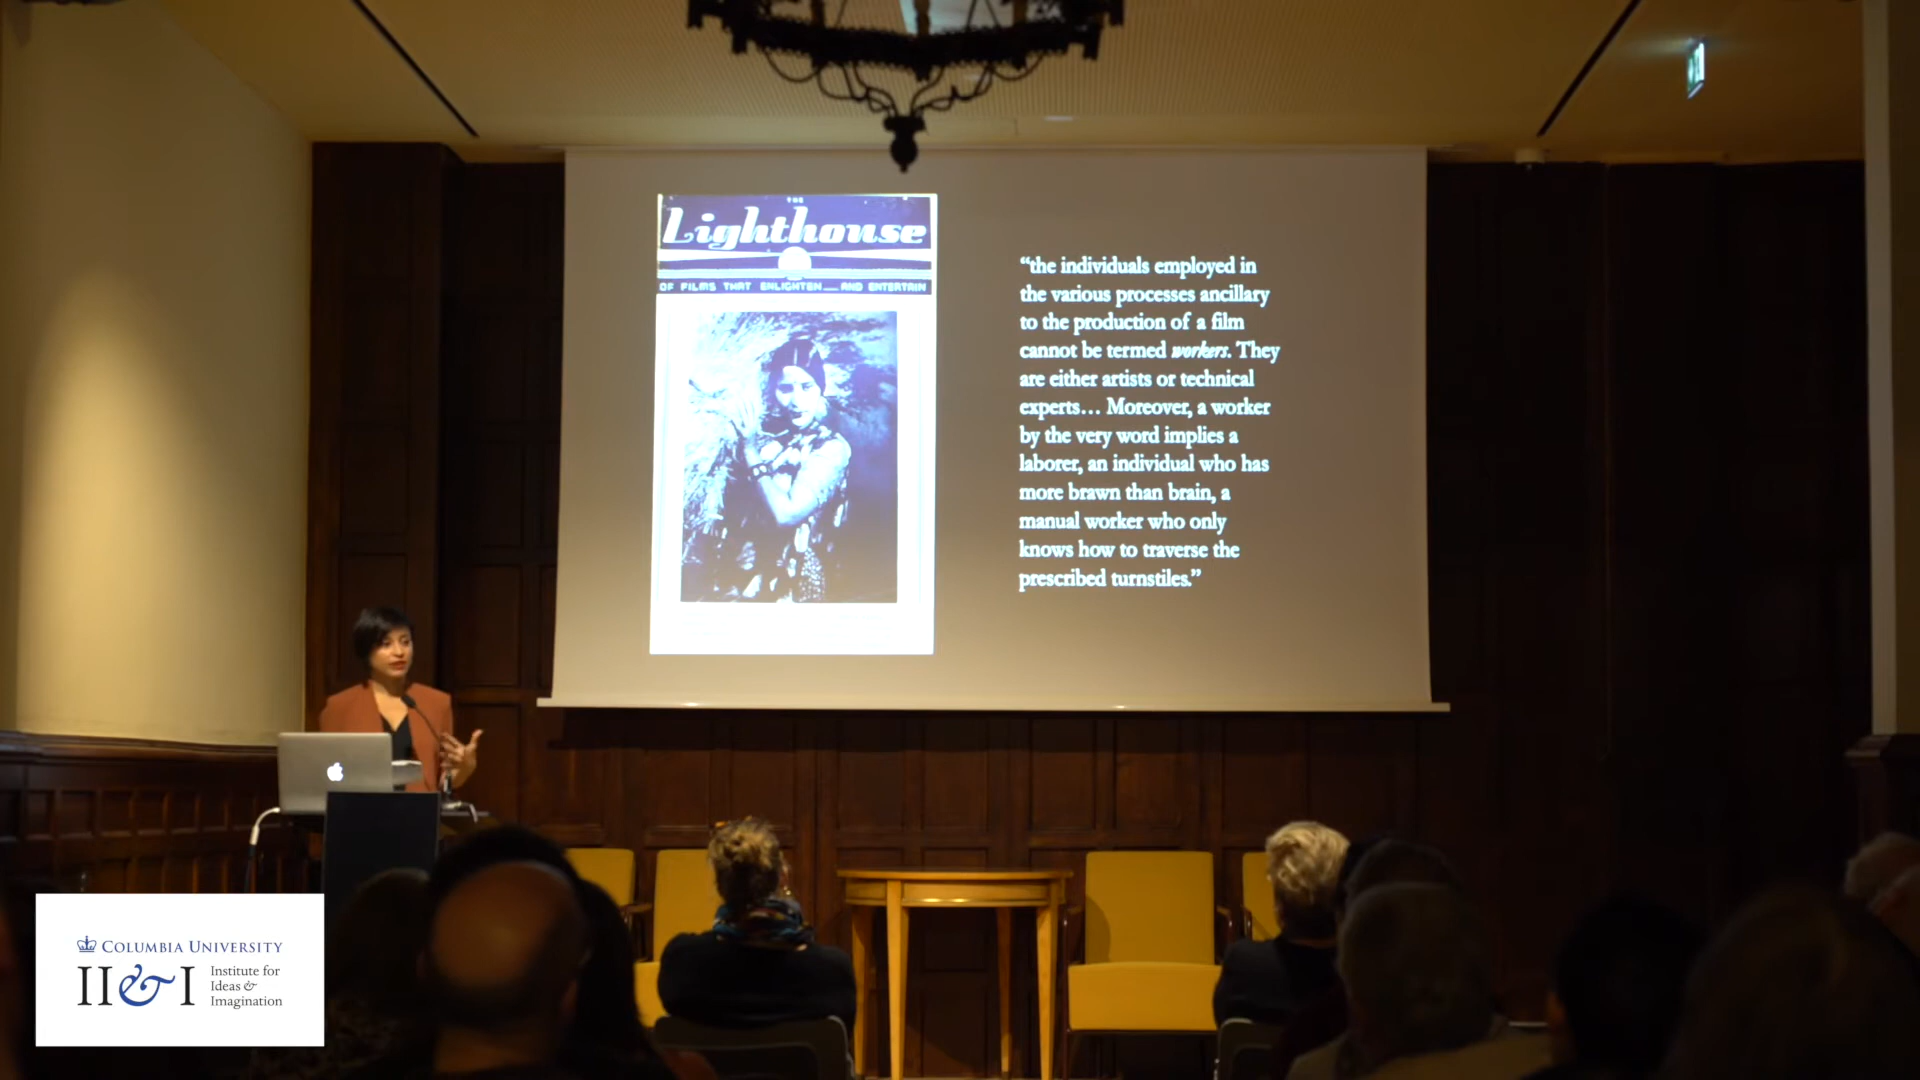 THE
Lighthouse
OF FILMS THAT ENLIGHTEN__AND ENTERTAIN
“the individuals employed in
the various processes ancillary
to the production of a film
cannot be termed workers. They
are either artists or technical
experts… Moreover, a worker
by the very word implies a
laborer, an individual who has
more brawn than brain, a
manual worker who only
knows how to traverse the
prescribed turnstiles.”
COLUMBIA UNIVERSITY
II&I
Institute for
Ideas &
Imagination